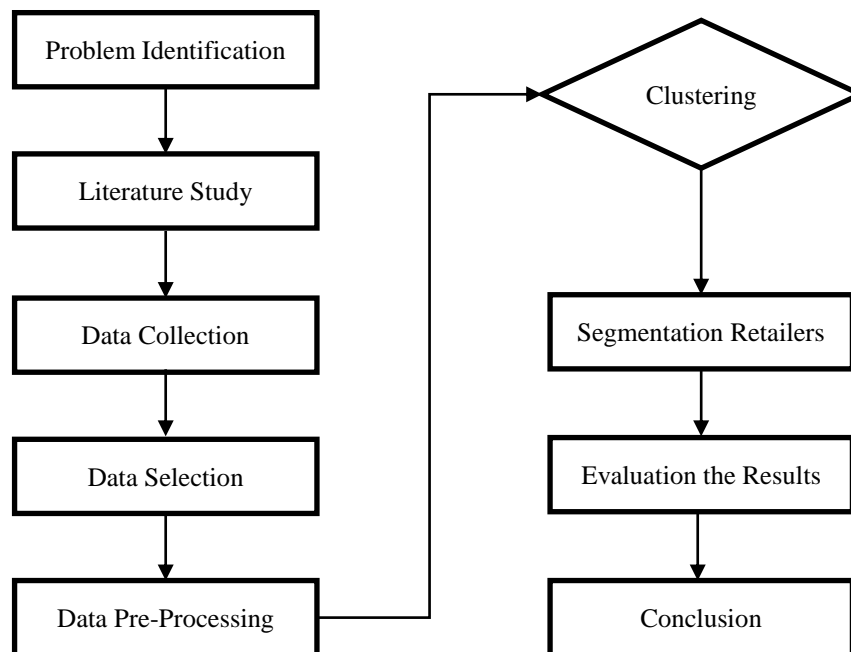 Problem Identification
Literature Study
Data Collection
Data Selection
Data Pre-Processing
Clustering
Segmentation Retailers
Evaluation the Results
Conclusion